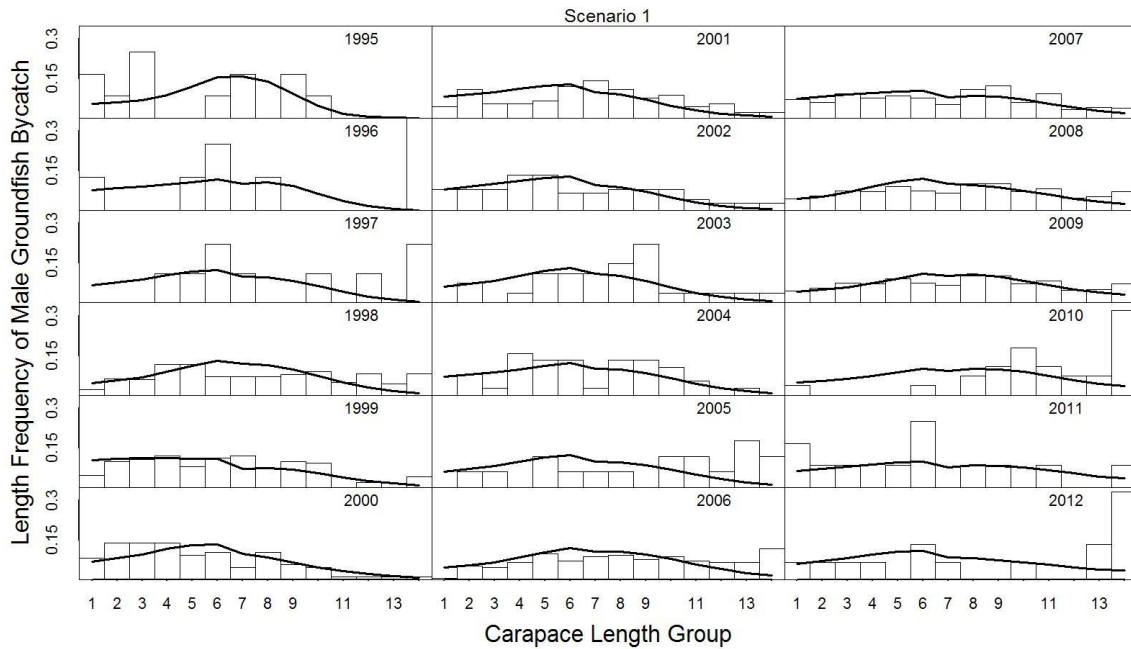 Scenario 1
Length Frequency of Male Groundfish Bycatch
0.3 1995 2001 2007
0.15
0.3 1996 2002 2008
0.15
0.3 1997 2003 2009
0.15
0.3 1998 2004 2010
0.15
0.3 1999 2005 2011
0.15
0.3 2000 2006 2012
0.15
1 2 3 4 5 6 7 8 9 11 13 1 2 3 4 5 6 7 8 9 11 13 1 2 3 4 5 6 7 8 9 11 13
Carapace Length Group